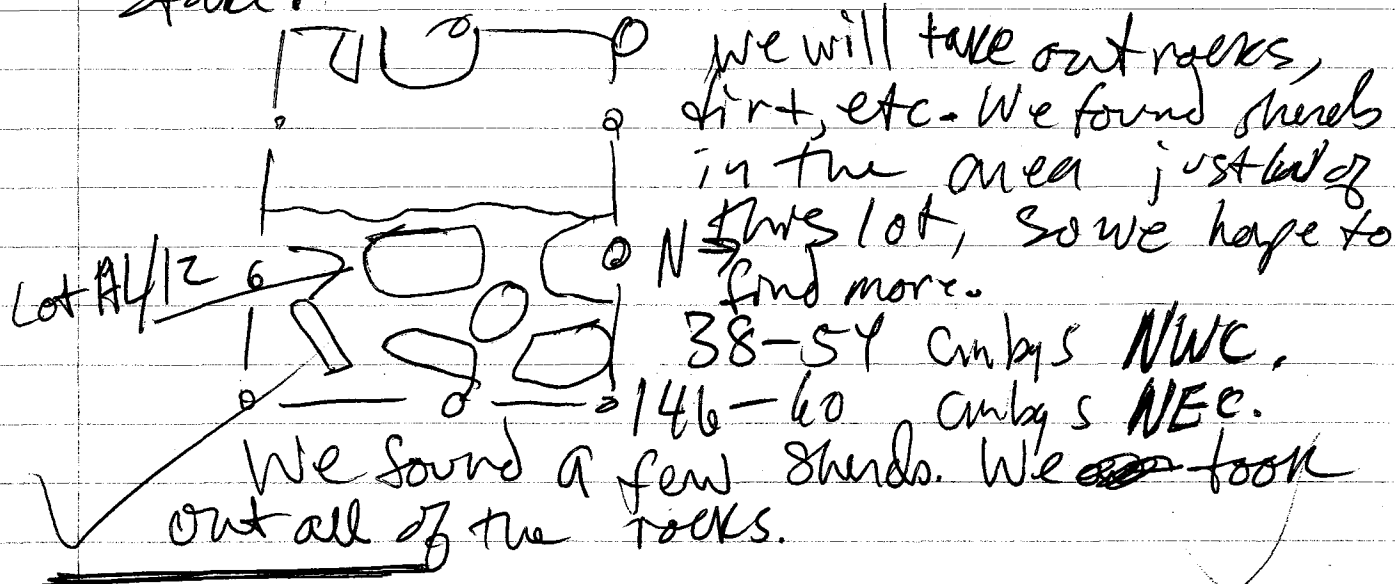 we will take out rocks,
dirt, etc. We found sherds
in the area just W of
this lot, so we hope to
Lot A4/12
N →
find more.
38-54 cmbgs NWC.
146-60 cmbgs NEC.
We found a few sherds. We took
out all of the rocks.